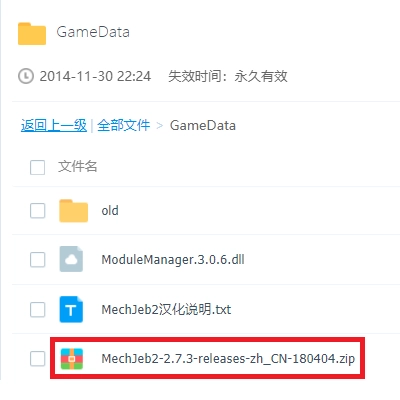 GameData
2014-11-30 22:24 失效时间：永久有效
返回上一级 | 全部文件 > GameData
文件名
old
ModuleManager.3.0.6.dll
MechJeb2汉化说明.txt
MechJeb2-2.7.3-releases-zh_CN-180404.zip